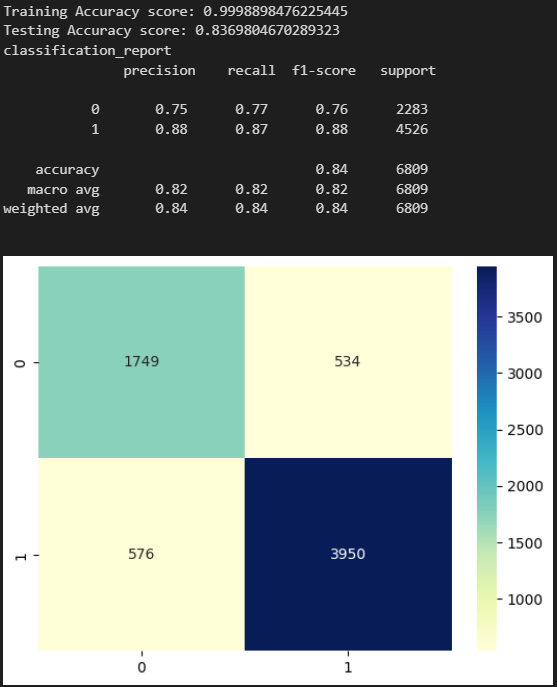 Training Accuracy score: 0.9998898476225445
Testing Accuracy score: 0.8369804670289323
classification_report
precision recall f1-score support
0 0.75 0.77 0.76 2283
1 0.88 0.87 0.88 4526
accuracy 0.84 6809
macro avg 0.82 0.82 0.82 6809
weighted avg 0.84 0.84 0.84 6809
0 1749 534
1 576 3950
0 1
3500
3000
2500
2000
1500
1000